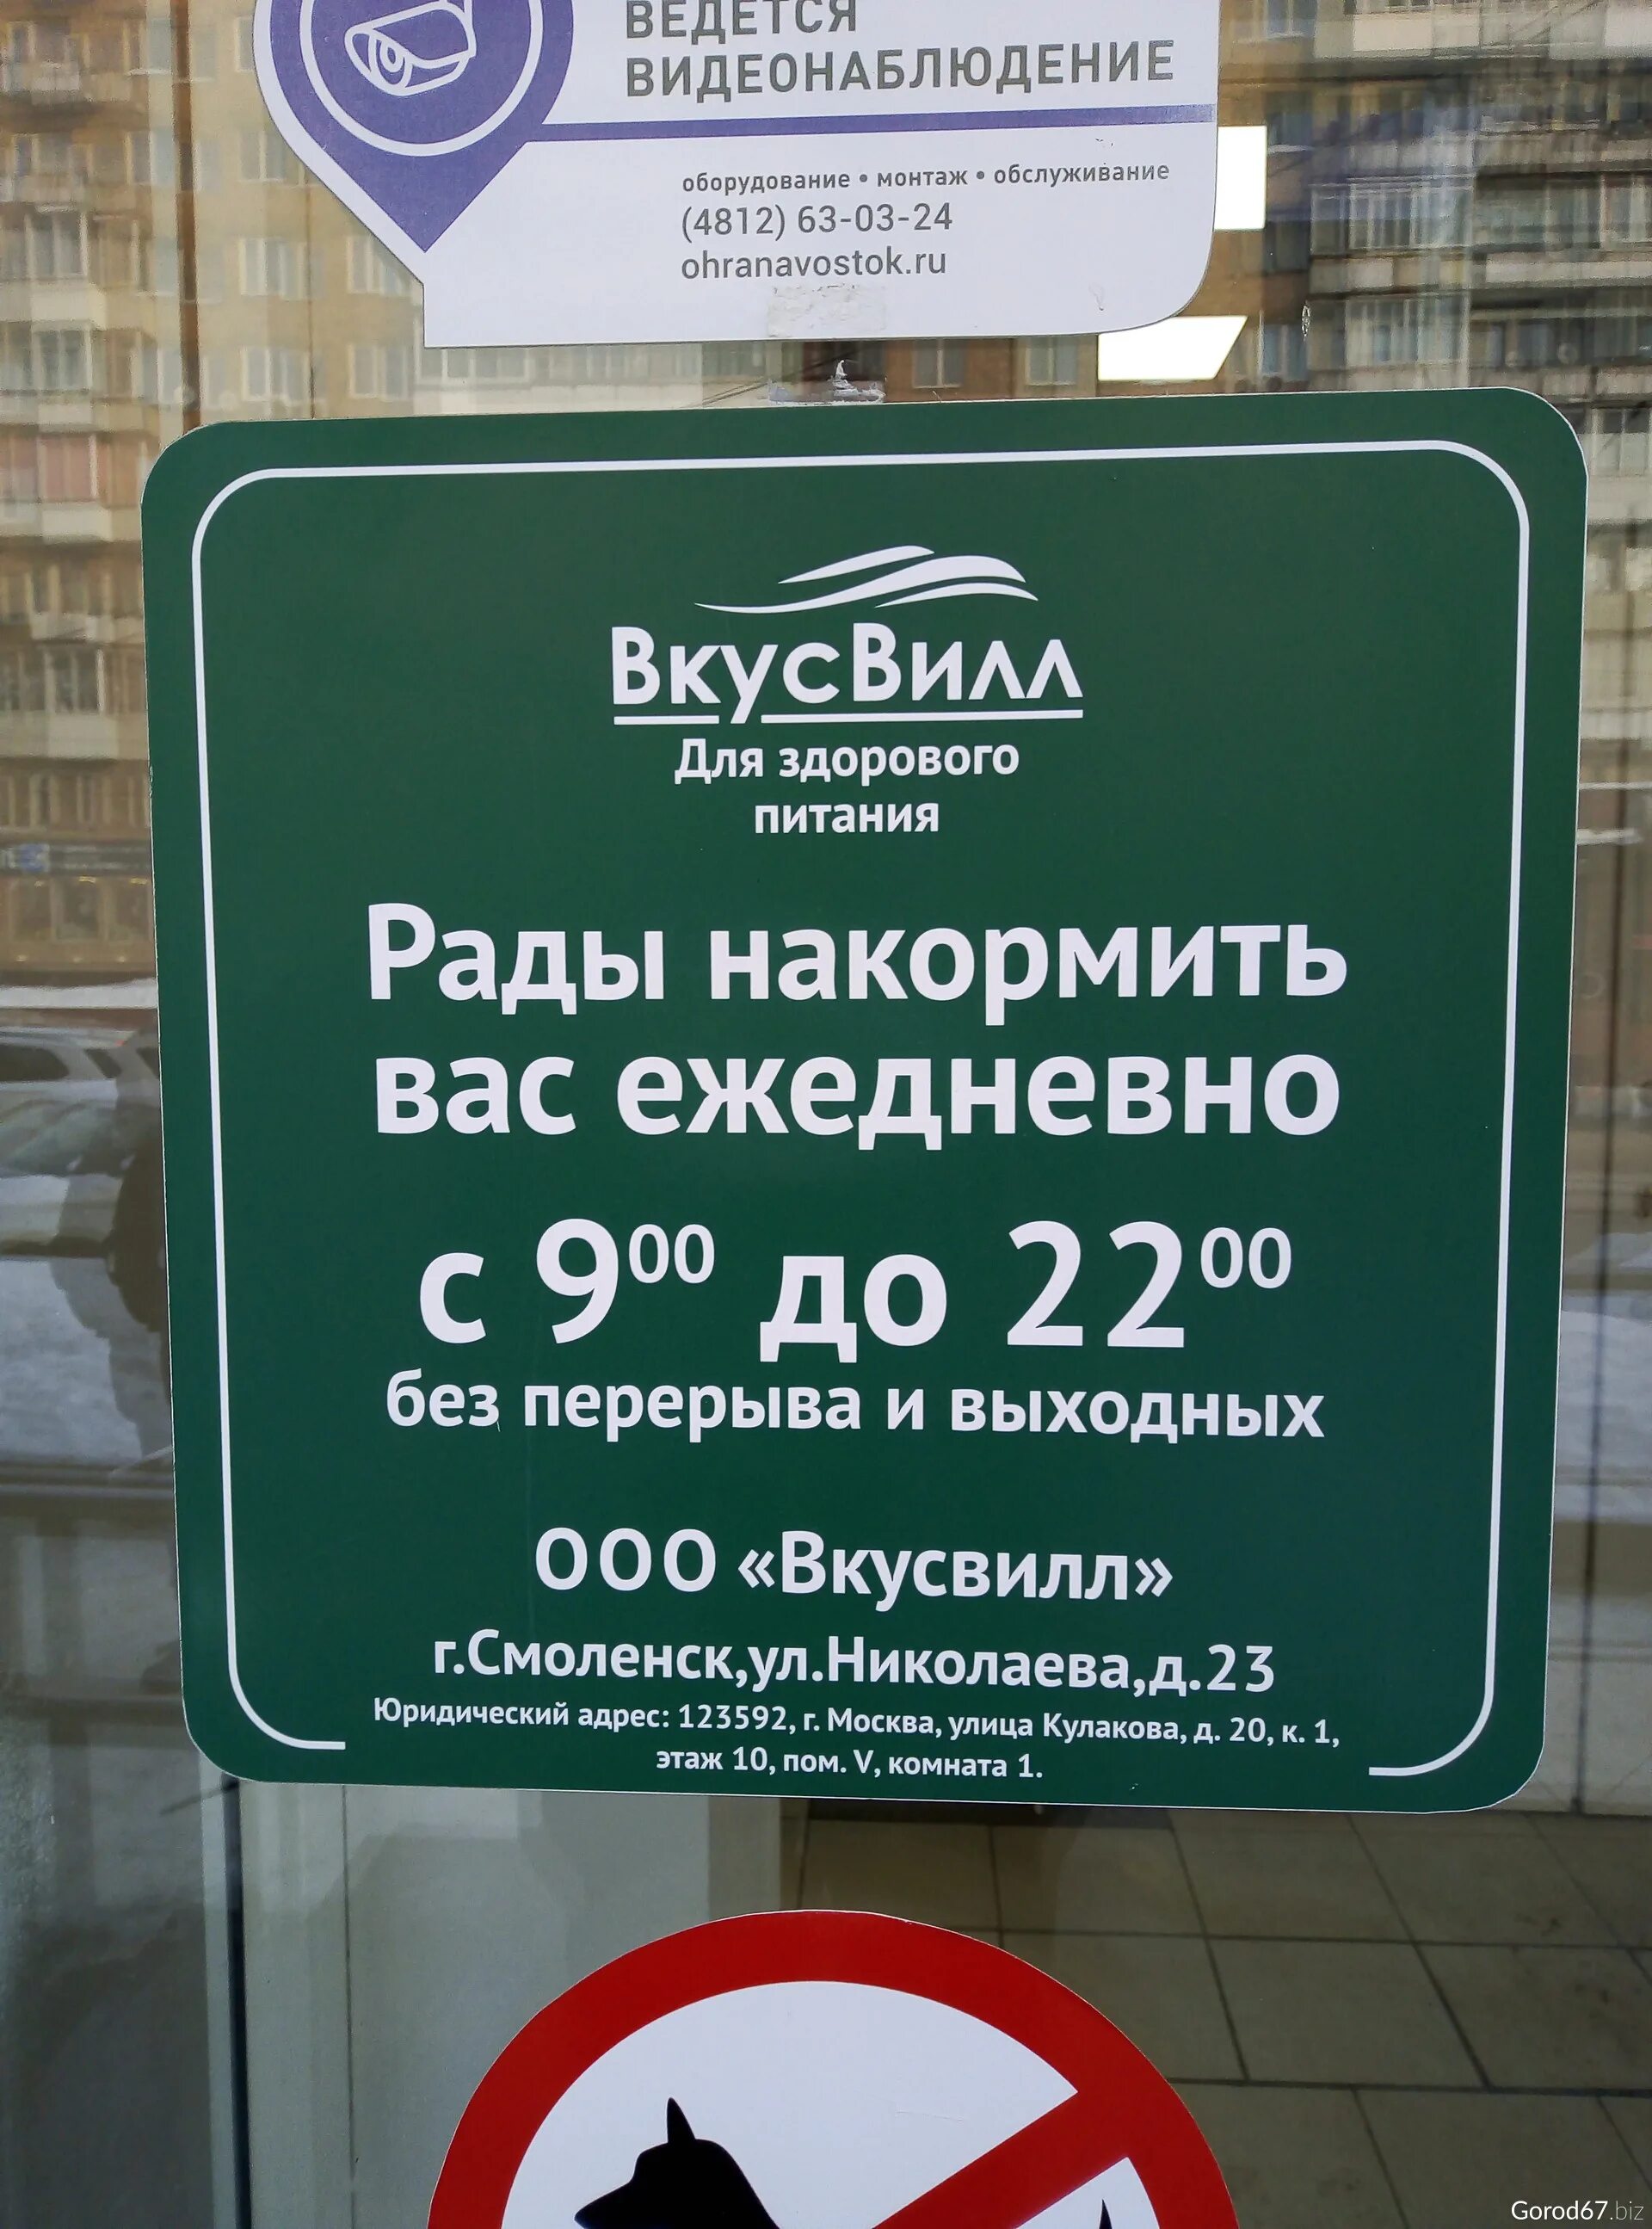 ВЕДЕТСЯ
ВИДЕОНАБЛЮДЕНИЕ
оборудование • монтаж • обслуживание
(4812) 63-03-24
ohranavostok.ru
ВкусВилл
Для здорового
питания
Рады накормить
вас ежедневно
с 9⁰⁰ до 22⁰⁰
без перерыва и выходных
ООО «Вкусвилл»
г.Смоленск,ул.Николаева,д.23
Юридический адрес: 123592, г. Москва, улица Кулакова, д. 20, к. 1,
этаж 10, пом. V, комната 1.
Gorod67.biz